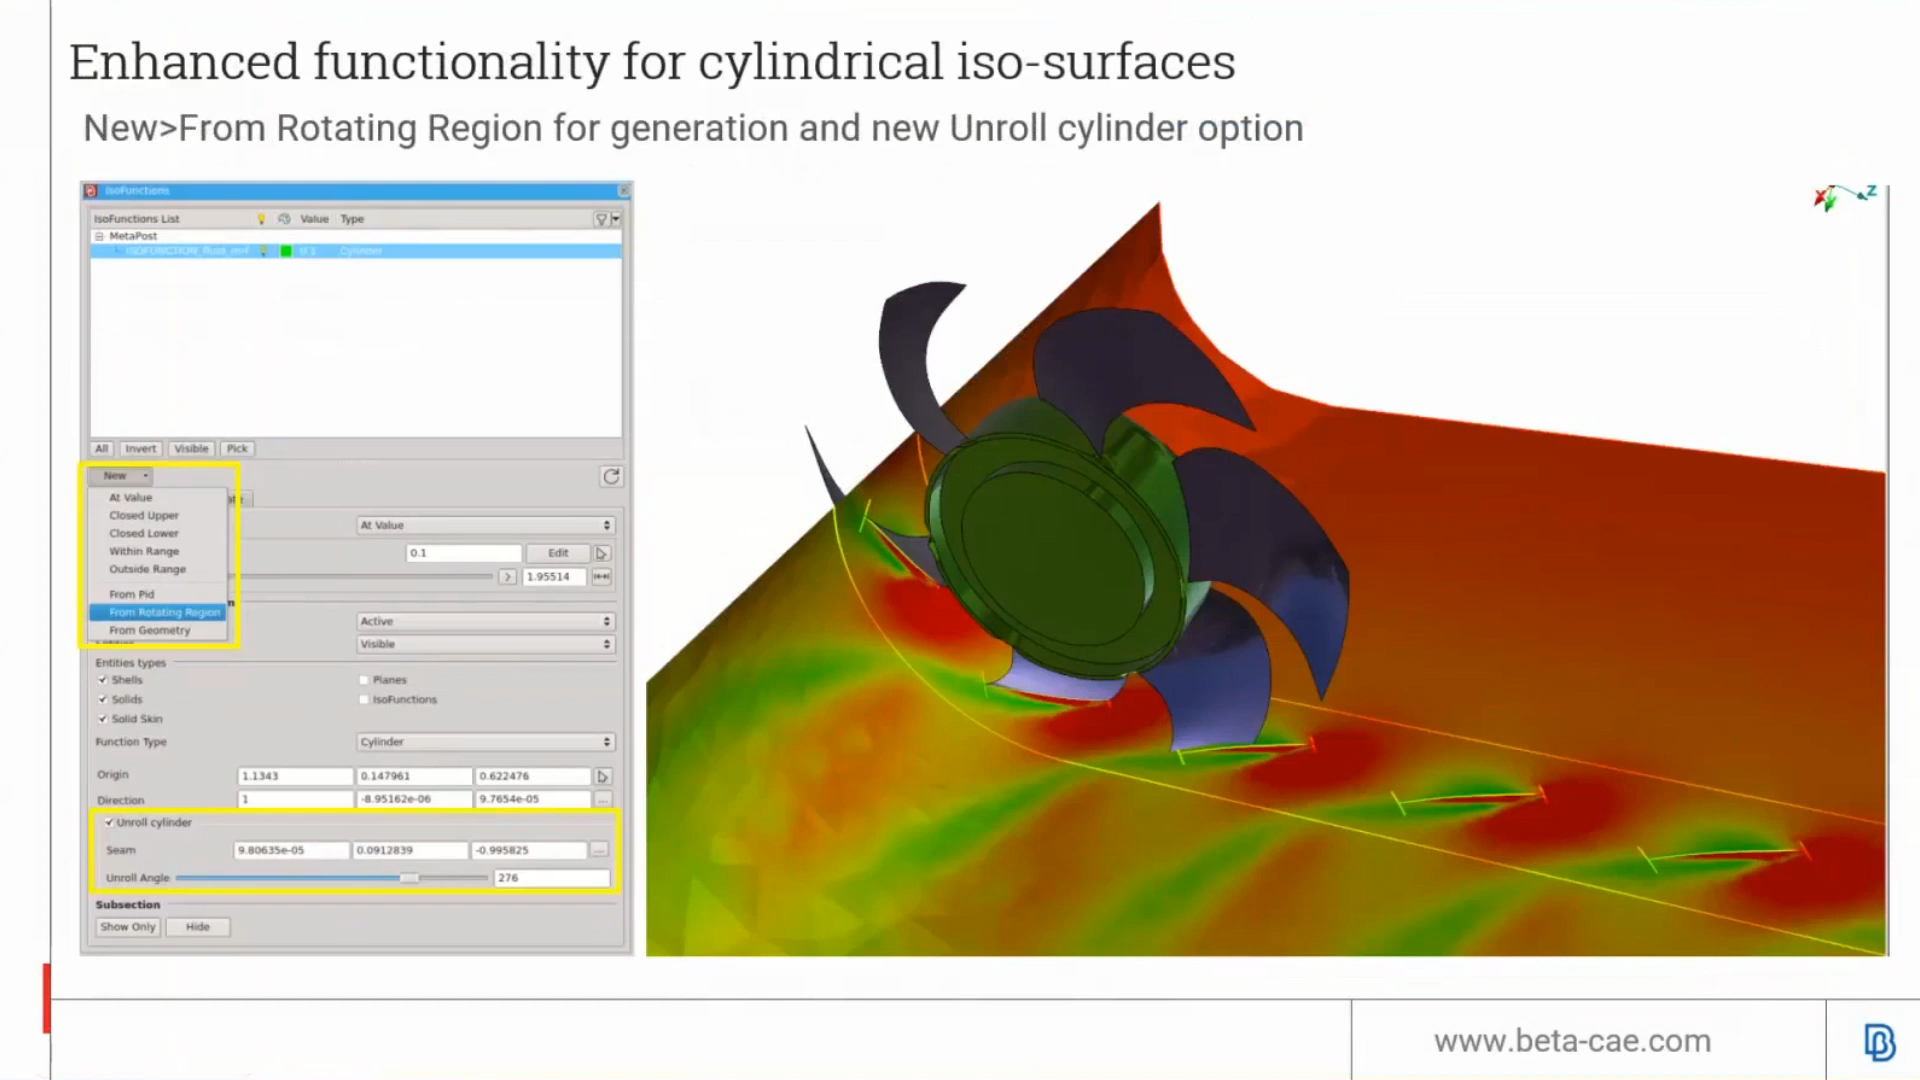 Enhanced functionality for cylindrical iso-surfaces
New>From Rotating Region for generation and new Unroll cylinder option
IsoFunctions
IsoFunctions List Value Type
MetaPost
ISOFUNCTION_fluid_mrf 0.1 Cylinder
All Invert Visible Pick
New
At Value
Closed Upper
Closed Lower
Within Range
Outside Range
From Pid
From Rotating Region
From Geometry
At Value
0.1 Edit
> 1.95514
Active
Visible
Entities types
Shells Planes
Solids IsoFunctions
Solid Skin
Function Type Cylinder
Origin 1.1343 0.147961 0.622476
Direction 1 -8.95162e-06 9.7654e-05 ...
Unroll cylinder
Seam 9.80635e-05 0.0912839 -0.995825 ...
Unroll Angle 276
Subsection
Show Only Hide
X Z
www.beta-cae.com